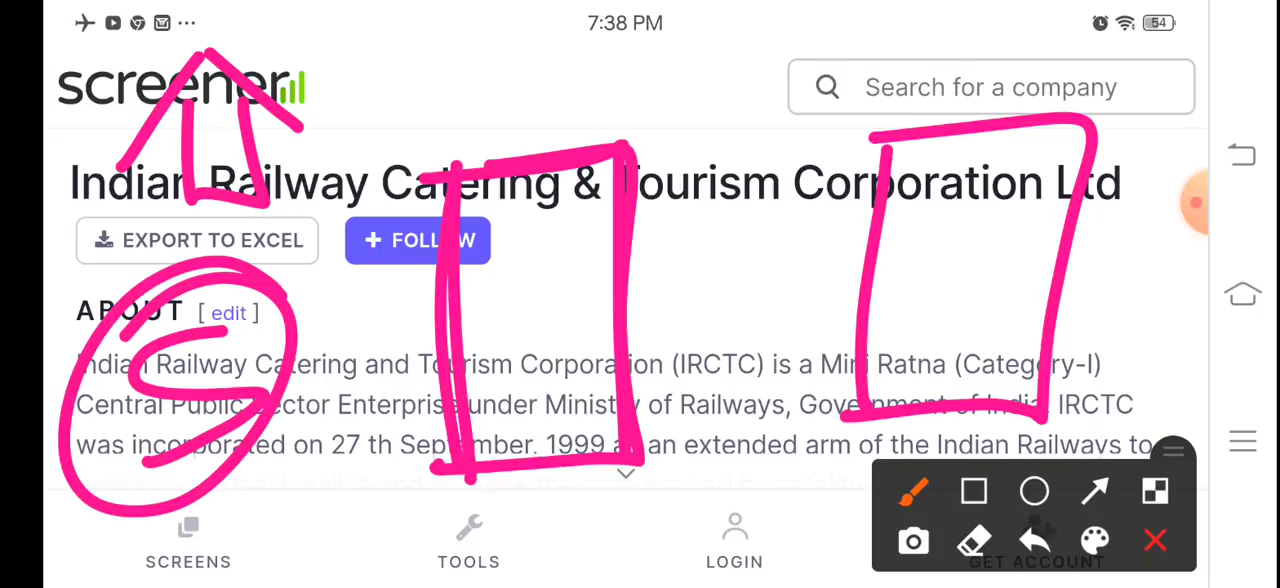 7:38 PM 54
screener
Search for a company
Indian Railway Catering & Tourism Corporation Ltd
EXPORT TO EXCEL
+ FOLLOW
ABOUT [ edit ]
Indian Railway Catering and Tourism Corporation (IRCTC) is a Mini Ratna (Category-I)
Central Public Sector Enterprise under Ministry of Railways, Government of India. IRCTC
was incorporated on 27 th September, 1999 as an extended arm of the Indian Railways to
S
SCREENS
TOOLS
LOGIN
GET ACCOUNT